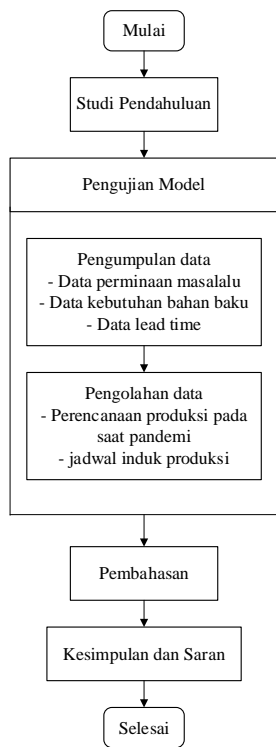 Mulai
Studi Pendahuluan
Pengujian Model
Pengumpulan data
- Data perminaan masalalu
- Data kebutuhan bahan baku
- Data lead time
Pengolahan data
- Perencanaan produksi pada
saat pandemi
- jadwal induk produksi
Pembahasan
Kesimpulan dan Saran
Selesai